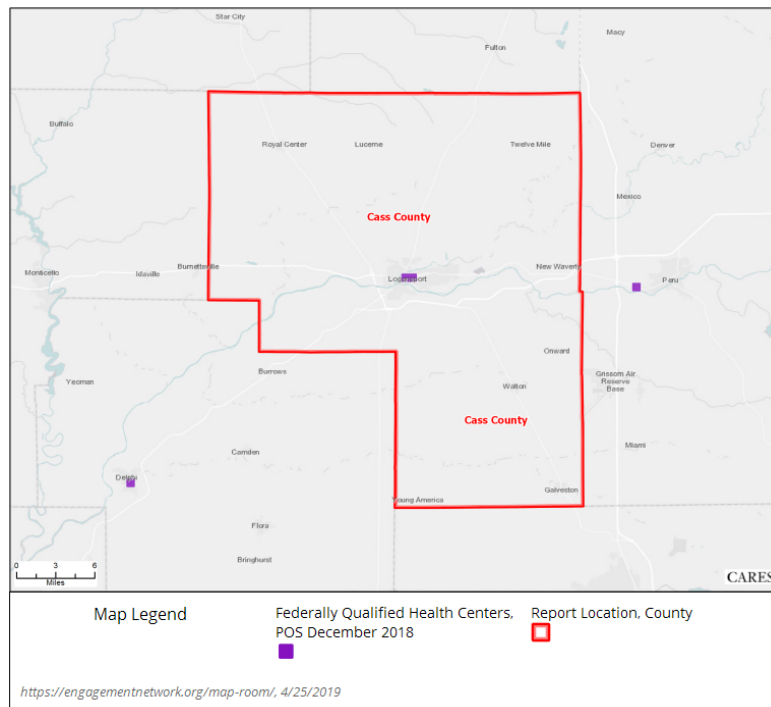 Star City
Macy
Fulton
Buffalo
Royal Center
Lucerne
Twelve Mile
Denver
Mexico
Cass County
Monticello
Idaville
Burnettsville
Logansport
New Waverly
Peru
Onward
Burrows
Yeoman
Walton
Grissom Air
Reserve
Base
Cass County
Camden
Miami
Delphi
Young America
Galveston
Flora
Bringhurst
0 3 6
Miles
CARES
Map Legend
Federally Qualified Health Centers,
POS December 2018
Report Location, County
https://engagementnetwork.org/map-room/, 4/25/2019